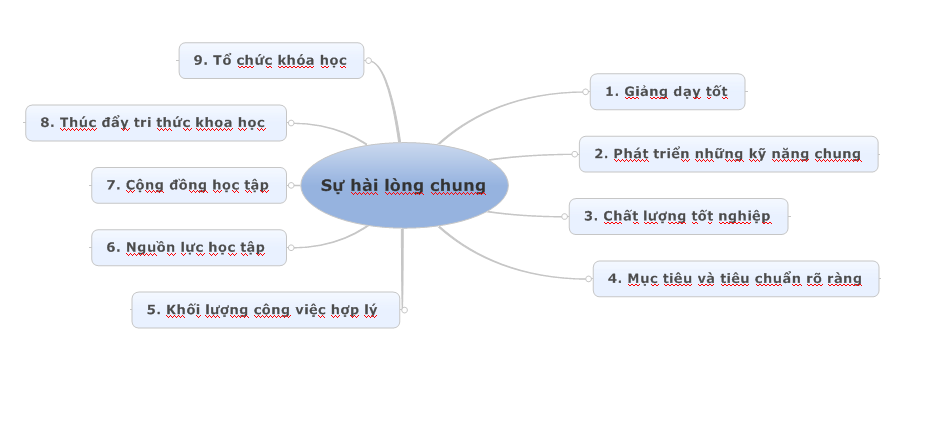 9. Tổ chức khóa học
1. Giảng dạy tốt
8. Thúc đẩy tri thức khoa học
2. Phát triển những kỹ năng chung
7. Cộng đồng học tập
Sự hài lòng chung
3. Chất lượng tốt nghiệp
6. Nguồn lực học tập
4. Mục tiêu và tiêu chuẩn rõ ràng
5. Khối lượng công việc hợp lý